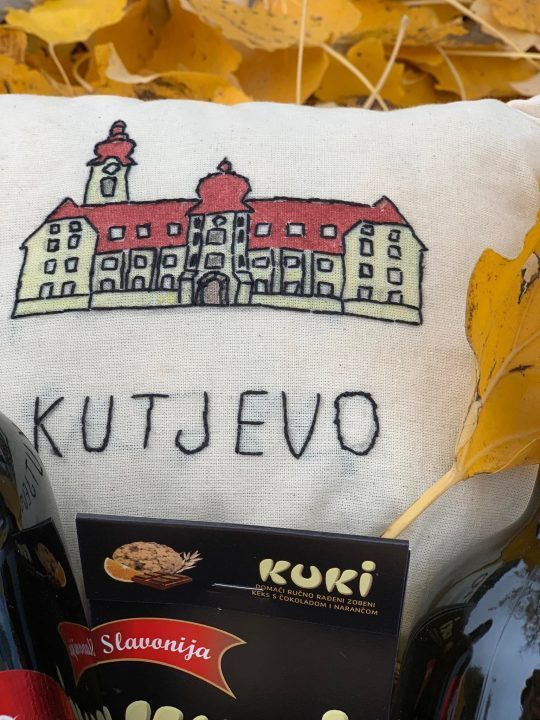 KUTJEVO
KUKI
DOMAĆI RUČNO RAĐENI ZOBENI
KEKS S ČOKOLADOM I NARANČOM
Slavonija